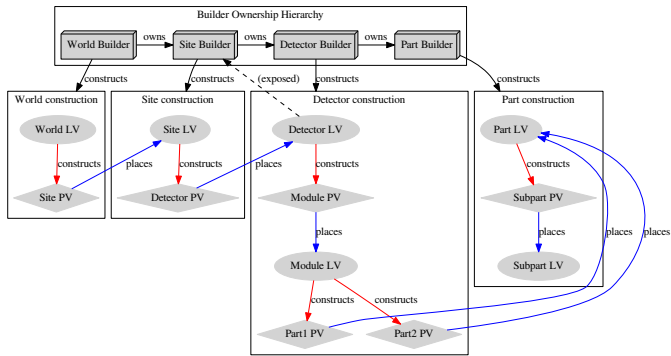 Builder Ownership Hierarchy
World Builder
owns
Site Builder
owns
Detector Builder
owns
Part Builder
constructs
constructs
(exposed)
constructs
constructs
World construction
Site construction
Detector construction
Part construction
World LV
Site LV
Detector LV
Part LV
constructs
places
constructs
places
constructs
constructs
Site PV
Detector PV
Module PV
Subpart PV
places
places
places
places
Module LV
Subpart LV
constructs
constructs
Part1 PV
Part2 PV